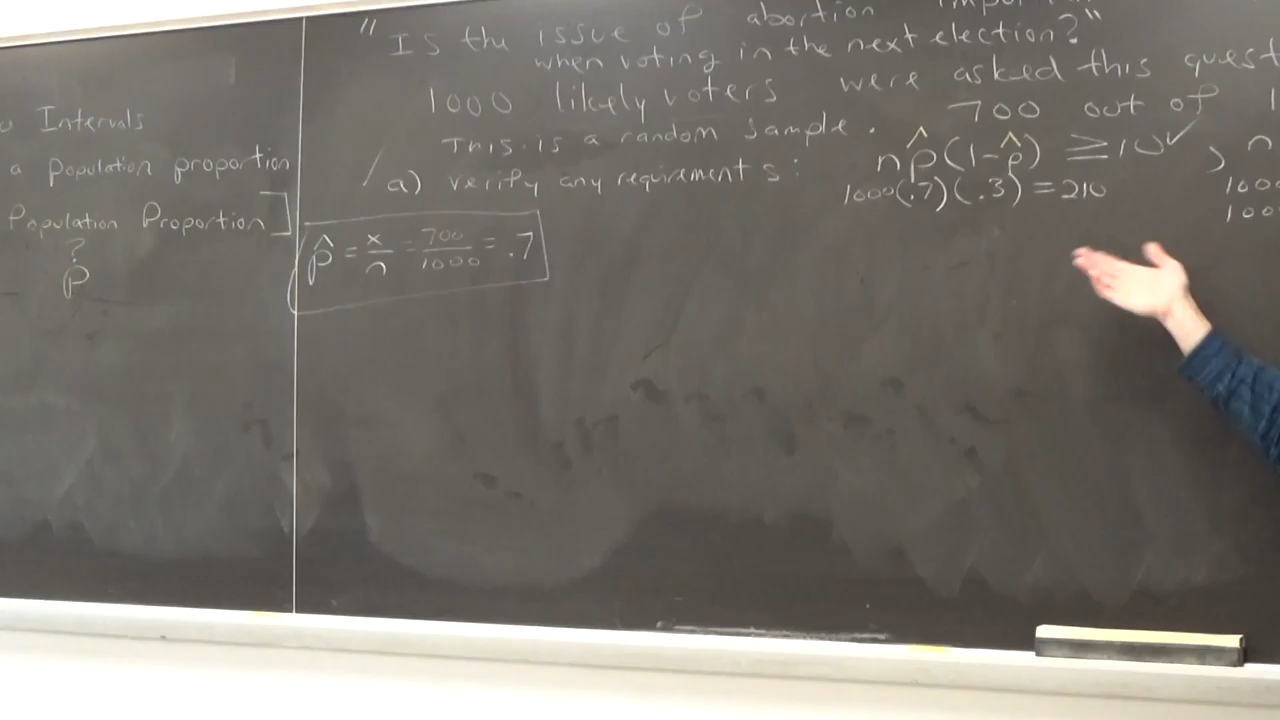 Intervals
a Population proportion
Population Proportion]
?
p
"Is the issue of abortion
when voting in the next election?"
1000 likely voters were asked this
700 out of
This is a random sample.
a) verify any requirements:
np̂(1-p̂) ≥10✓,
1000(.7)(.3) = 210
p̂ = x/n = 700/1000 = .7
n
1000
100